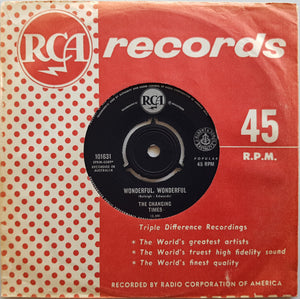 RCA records
45
R.P.M.
RCA
101631
RECORDED IN
AUSTRALIA
POPULAR
45 RPM
WONDERFUL, WONDERFUL
THE CHANGING
TIMES
Triple Difference Recordings
• The World's greatest artists
• The World's truest high fidelity sound
• The World's finest quality
RECORDED BY RADIO CORPORATION OF AMERICA